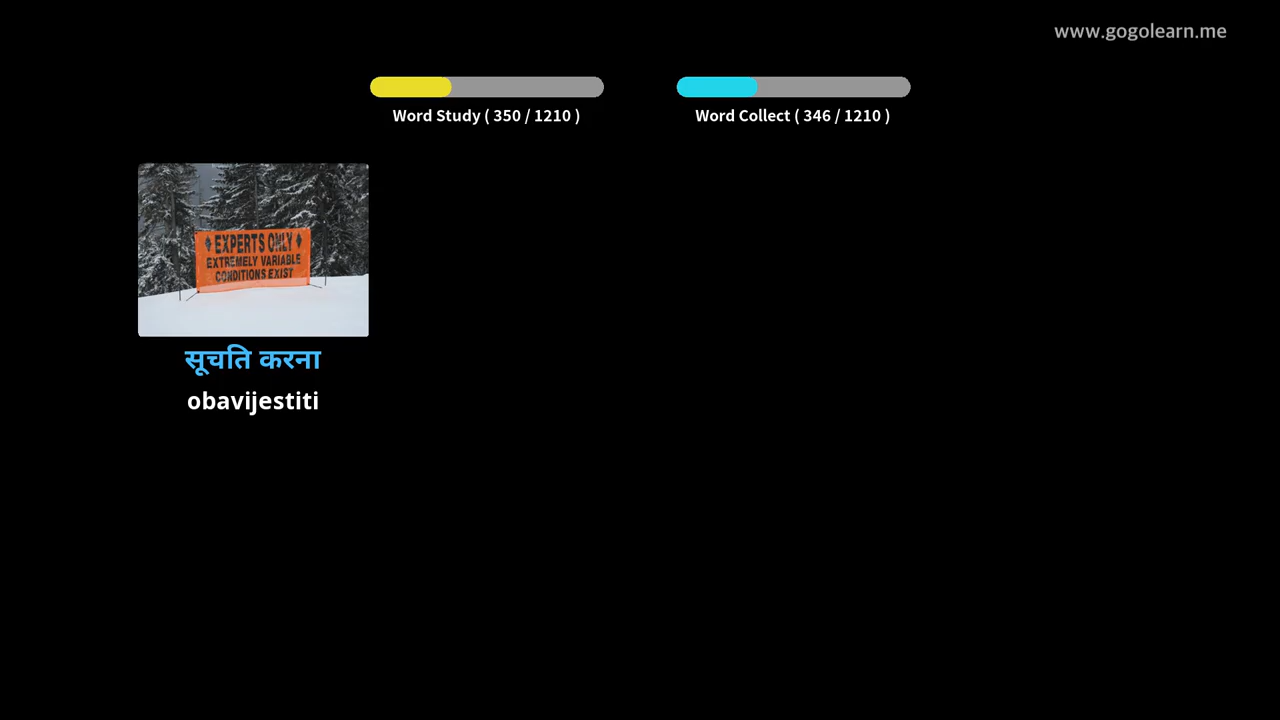 www.gogolearn.me
Word Study ( 350 / 1210 )
Word Collect ( 346 / 1210 )
EXPERTS ONLY
EXTREMELY VARIABLE
CONDITIONS EXIST
सूचति करना
obavijestiti